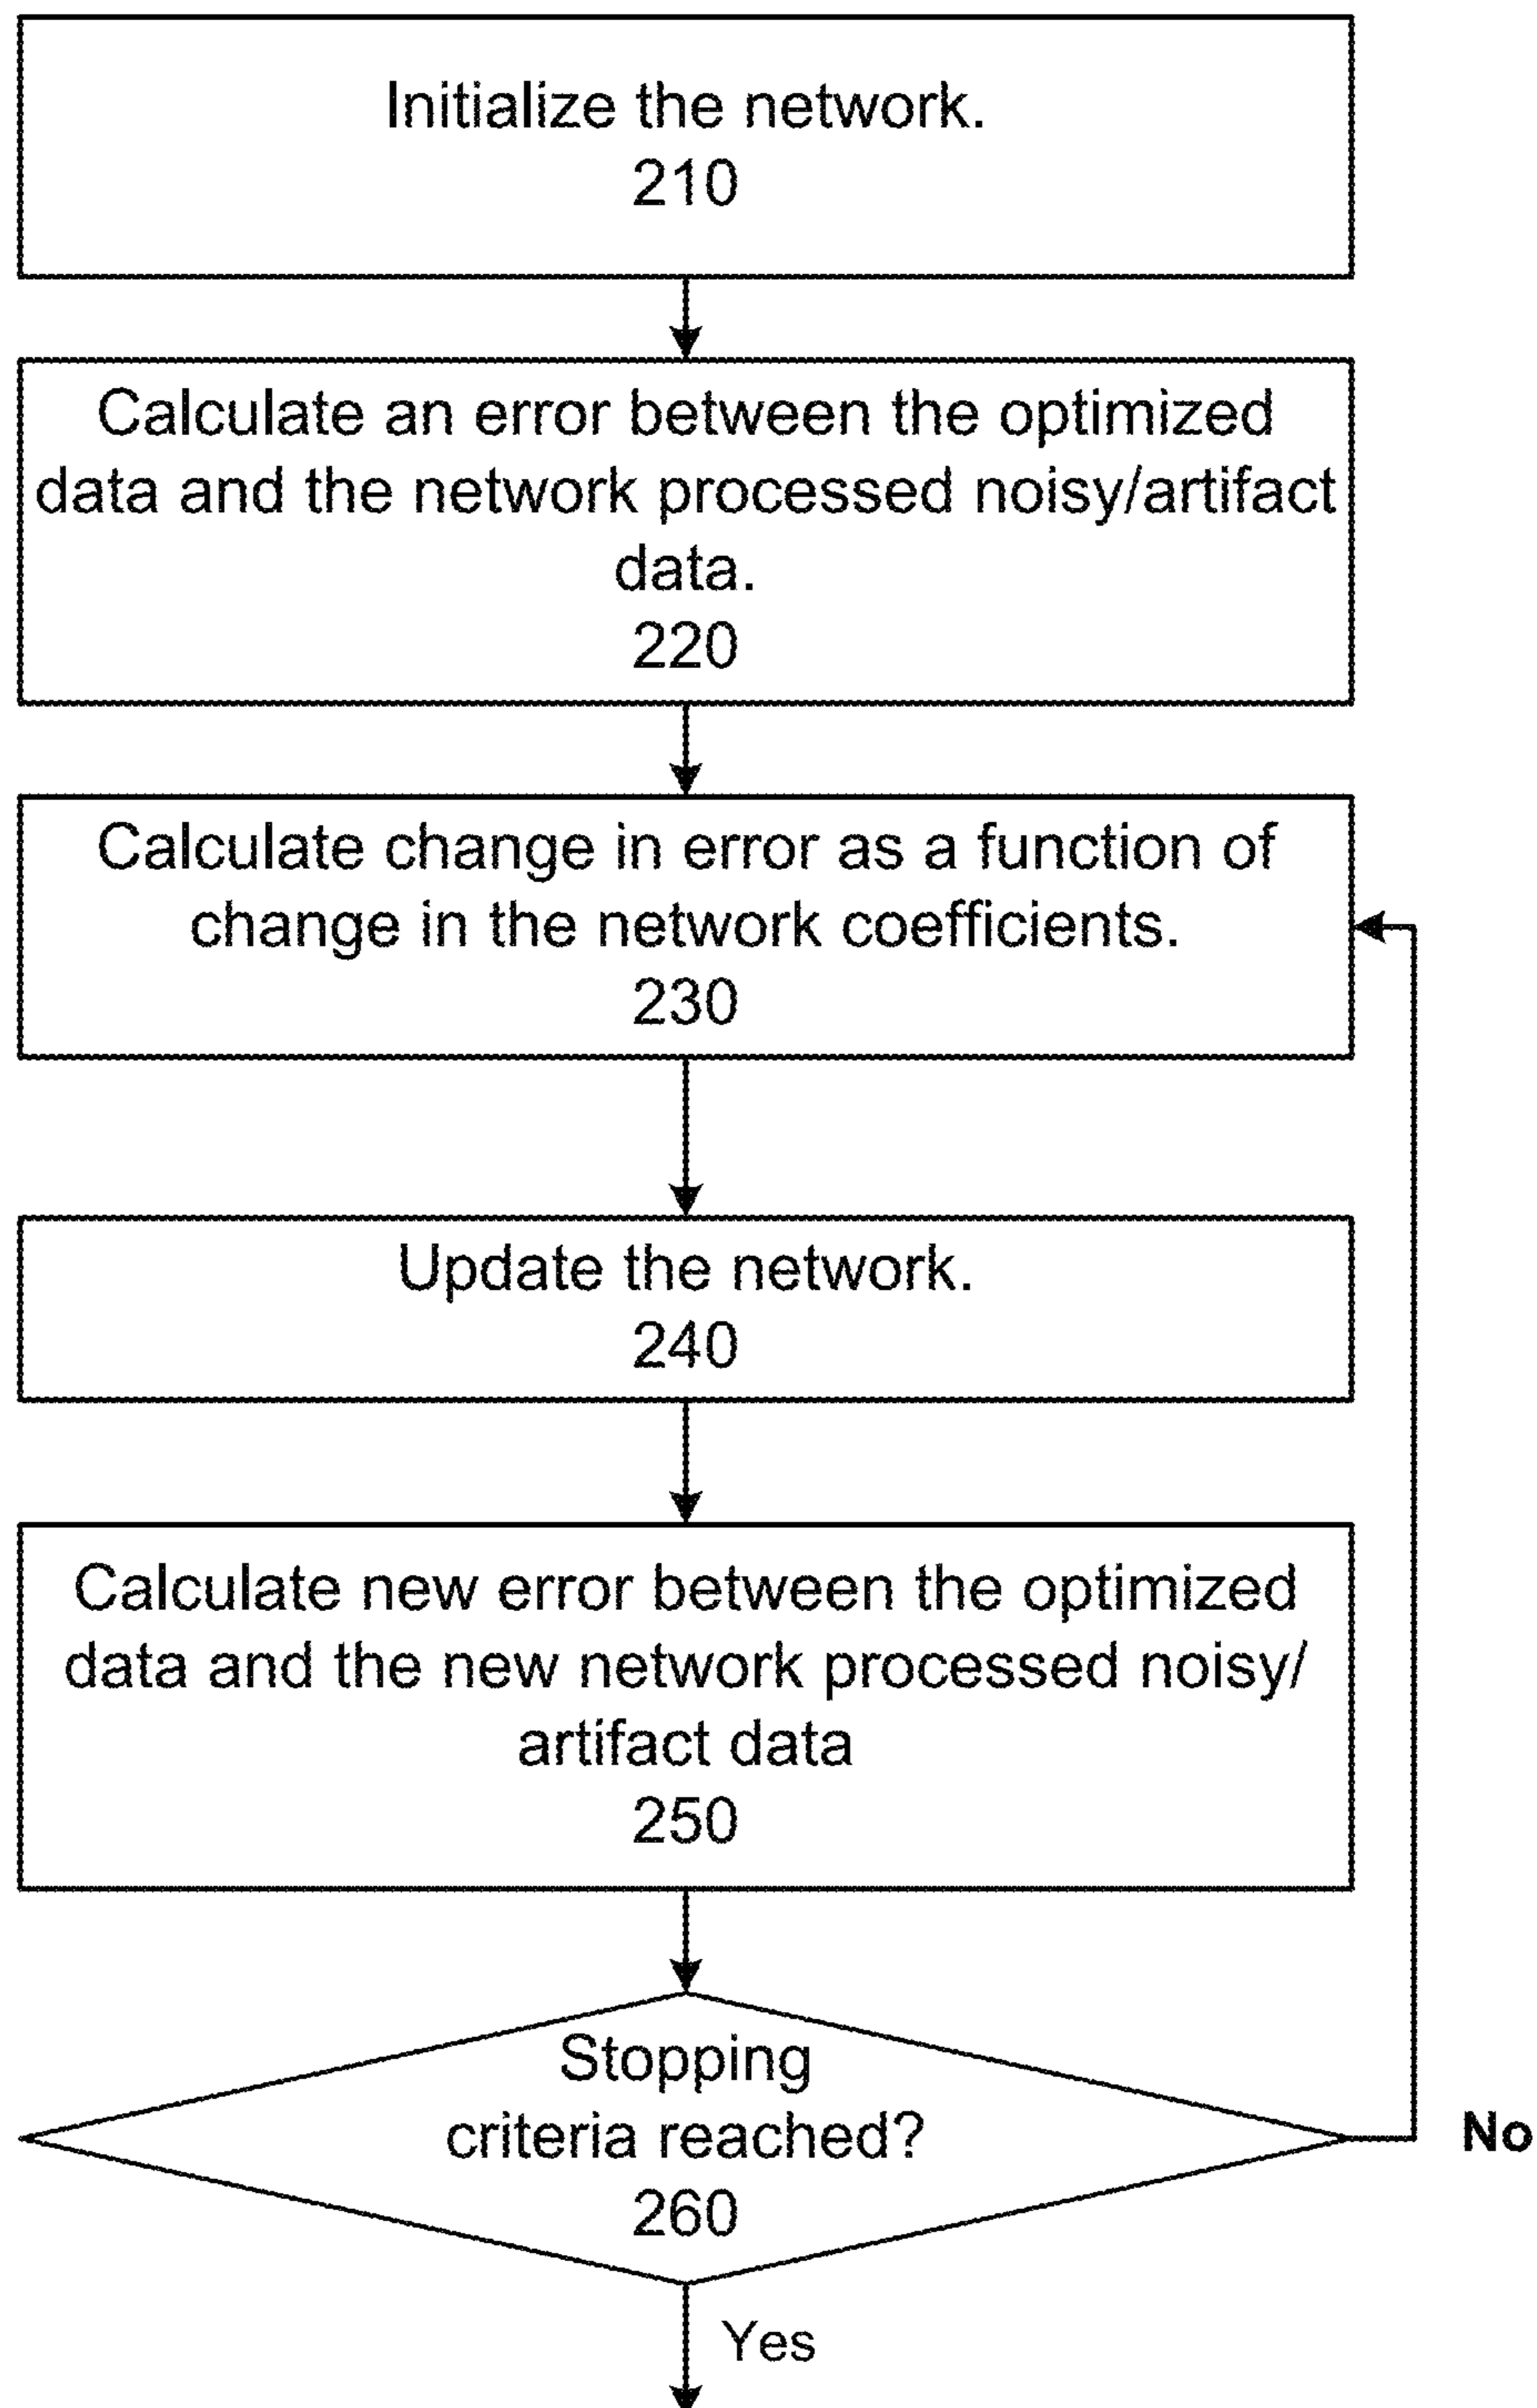 Initialize the network.
210
Calculate an error between the optimized
data and the network processed noisy/artifact
data.
220
Calculate change in error as a function of
change in the network coefficients.
230
Update the network.
240
Calculate new error between the optimized
data and the new network processed noisy/
artifact data
250
Stopping
criteria reached?
260
No
Yes